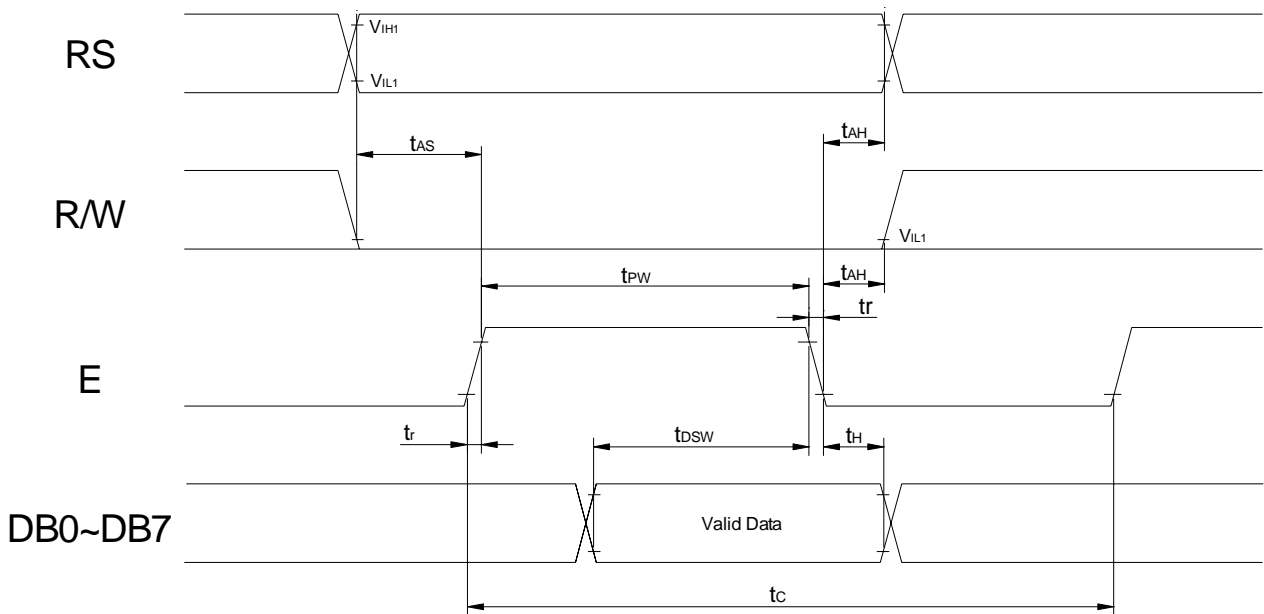 RS
VIH1
VIL1
tAS
tAH
R/W
VIL1
tPW
tAH
tr
E
tr
tDSW
tH
DB0~DB7
Valid Data
tC